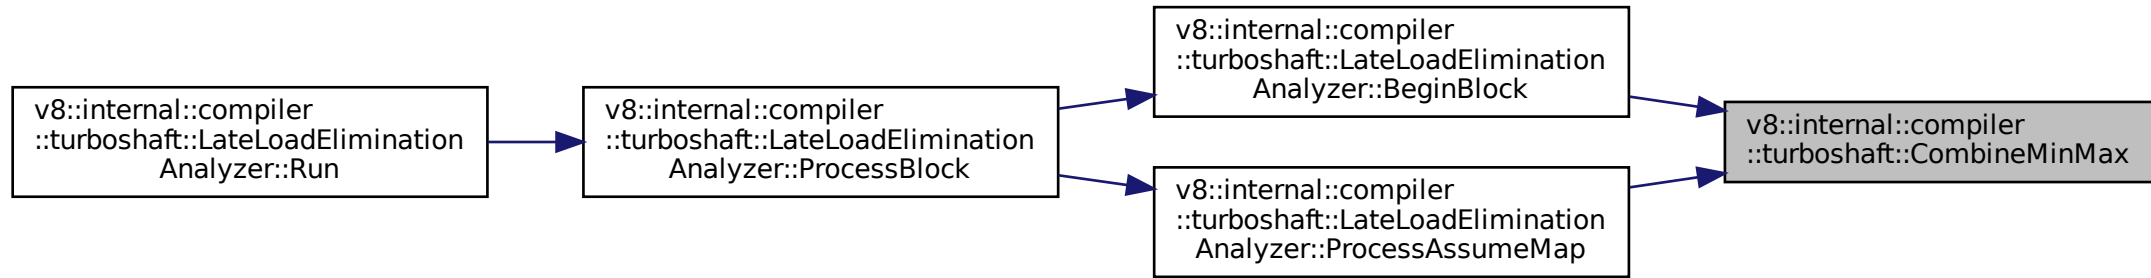 v8::internal::compiler
::turboshaft::LateLoadElimination
Analyzer::Run
v8::internal::compiler
::turboshaft::LateLoadElimination
Analyzer::ProcessBlock
v8::internal::compiler
::turboshaft::LateLoadElimination
Analyzer::BeginBlock
v8::internal::compiler
::turboshaft::LateLoadElimination
Analyzer::ProcessAssumeMap
v8::internal::compiler
::turboshaft::CombineMinMax